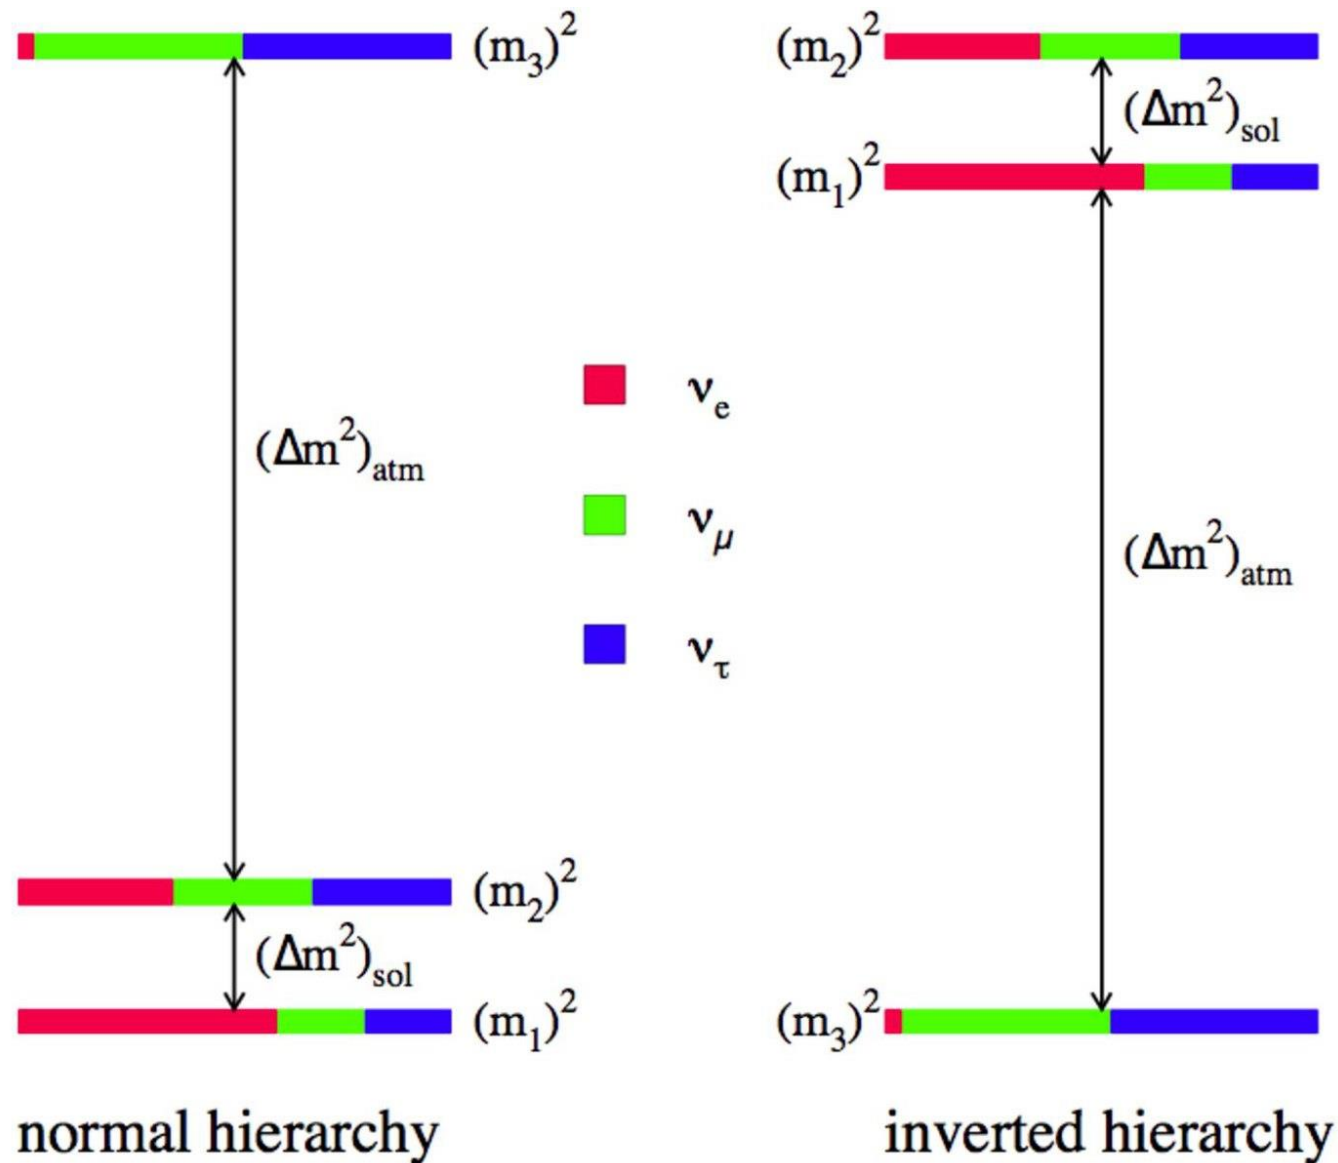 (m₃)²
(Δm²)atm
(m₂)²
(Δm²)sol
(m₁)²
normal hierarchy
νe
νμ
ντ
(m₂)²
(Δm²)sol
(m₁)²
(Δm²)atm
(m₃)²
inverted hierarchy